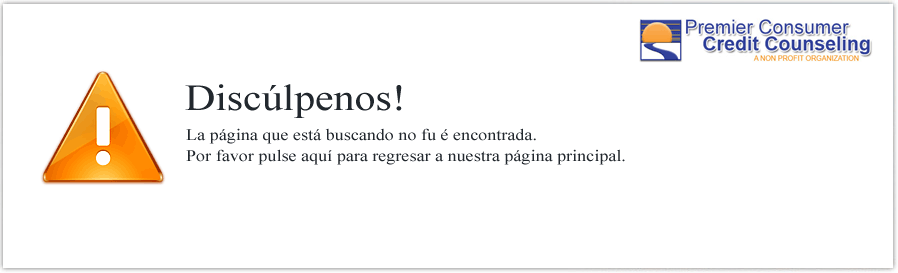 Premier Consumer
Credit Counseling
A NON PROFIT ORGANIZATION
Discúlpenos!
La página que está buscando no fu é encontrada.
Por favor pulse aquí para regresar a nuestra página principal.